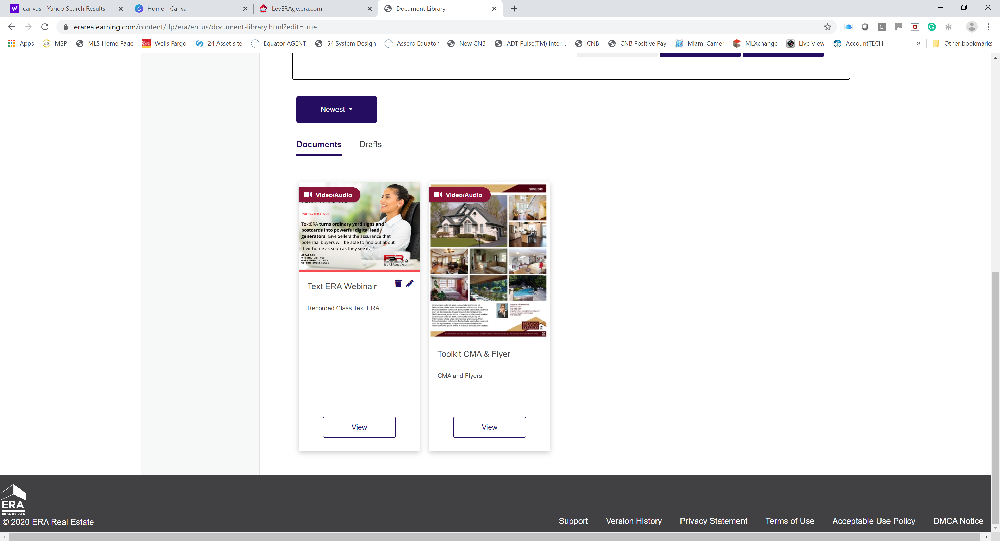 canvas - Yahoo Search Results
Home - Canva
LevERAge.era.com
Document Library
erarealearning.com/content/tlp/era/en_us/document-library.html?edit=true
Apps
MSP
MLS Home Page
Wells Fargo
24 Asset site
Equator AGENT
54 System Design
Assero Equator
New CNB
ADT Pulse(TM) Inter...
CNB
CNB Positive Pay
Miami Camer
MLXchange
Live View
AccountTECH
»
Other bookmarks
Newest
Documents
Drafts
Video/Audio
FSR TextERA Tool
TextERA turns ordinary yard signs and
postcards into powerful digital lead
generators. Give Sellers the assurance that
potential buyers will be able to find out about
their home as soon as they see it.
GREAT FOR
WINNING LISTINGS
MARKETING LISTINGS
GETTING BUYER LEADS
FSR
FIRST SERVICE REALTY
It's All About You
Text ERA Webinair
Recorded Class Text ERA
View
Video/Audio
$899,500
Angela McKendrick
RESTAINO
& ASSOCIATES
REALTORS
Toolkit CMA & Flyer
CMA and Flyers
View
ERA
REAL ESTATE
© 2020 ERA Real Estate
Support
Version History
Privacy Statement
Terms of Use
Acceptable Use Policy
DMCA Notice